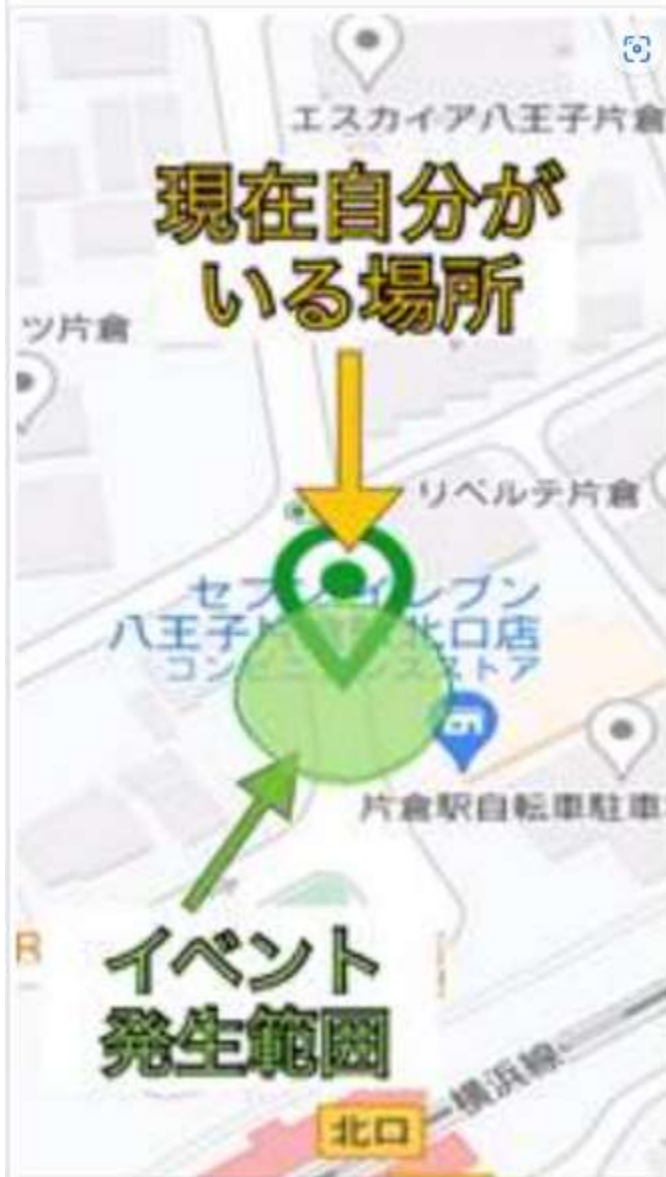 エスカイア八王子片倉
現在自分が
いる場所
ツ片倉
リベルテ片倉
セブンイレブン
八王子片倉駅北口店
コンビニエンスストア
片倉駅自転車駐車
R
イベント
発生範囲
横浜線
北口